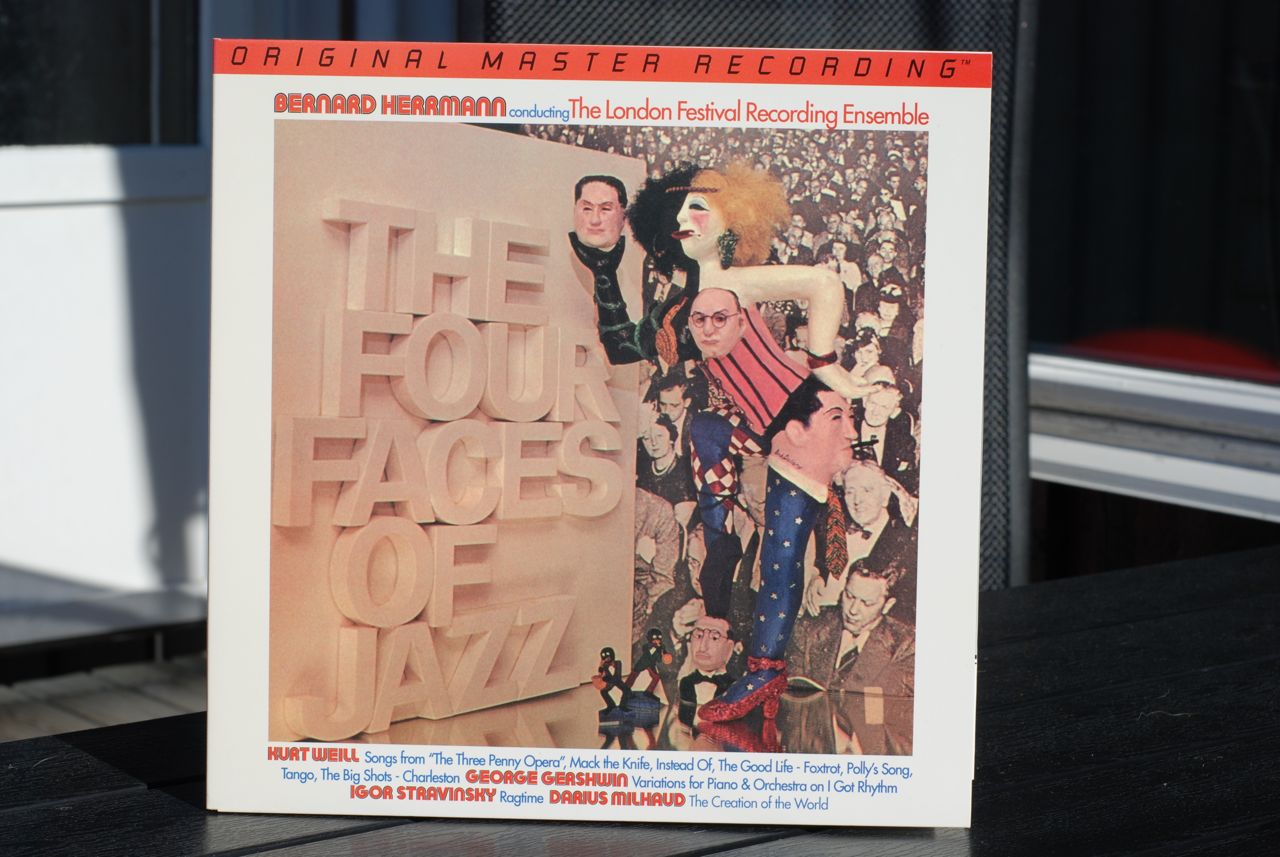 ORIGINAL MASTER RECORDING™
BERNARD HERRMANN conducting The London Festival Recording Ensemble
THE
FOUR
FACES
OF
JAZZ
KURT WEILL Songs from "The Three Penny Opera", Mack the Knife, Instead Of, The Good Life - Foxtrot, Polly's Song,
Tango, The Big Shots - Charleston GEORGE GERSHWIN Variations for Piano & Orchestra on I Got Rhythm
IGOR STRAVINSKY Ragtime DARIUS MILHAUD The Creation of the World